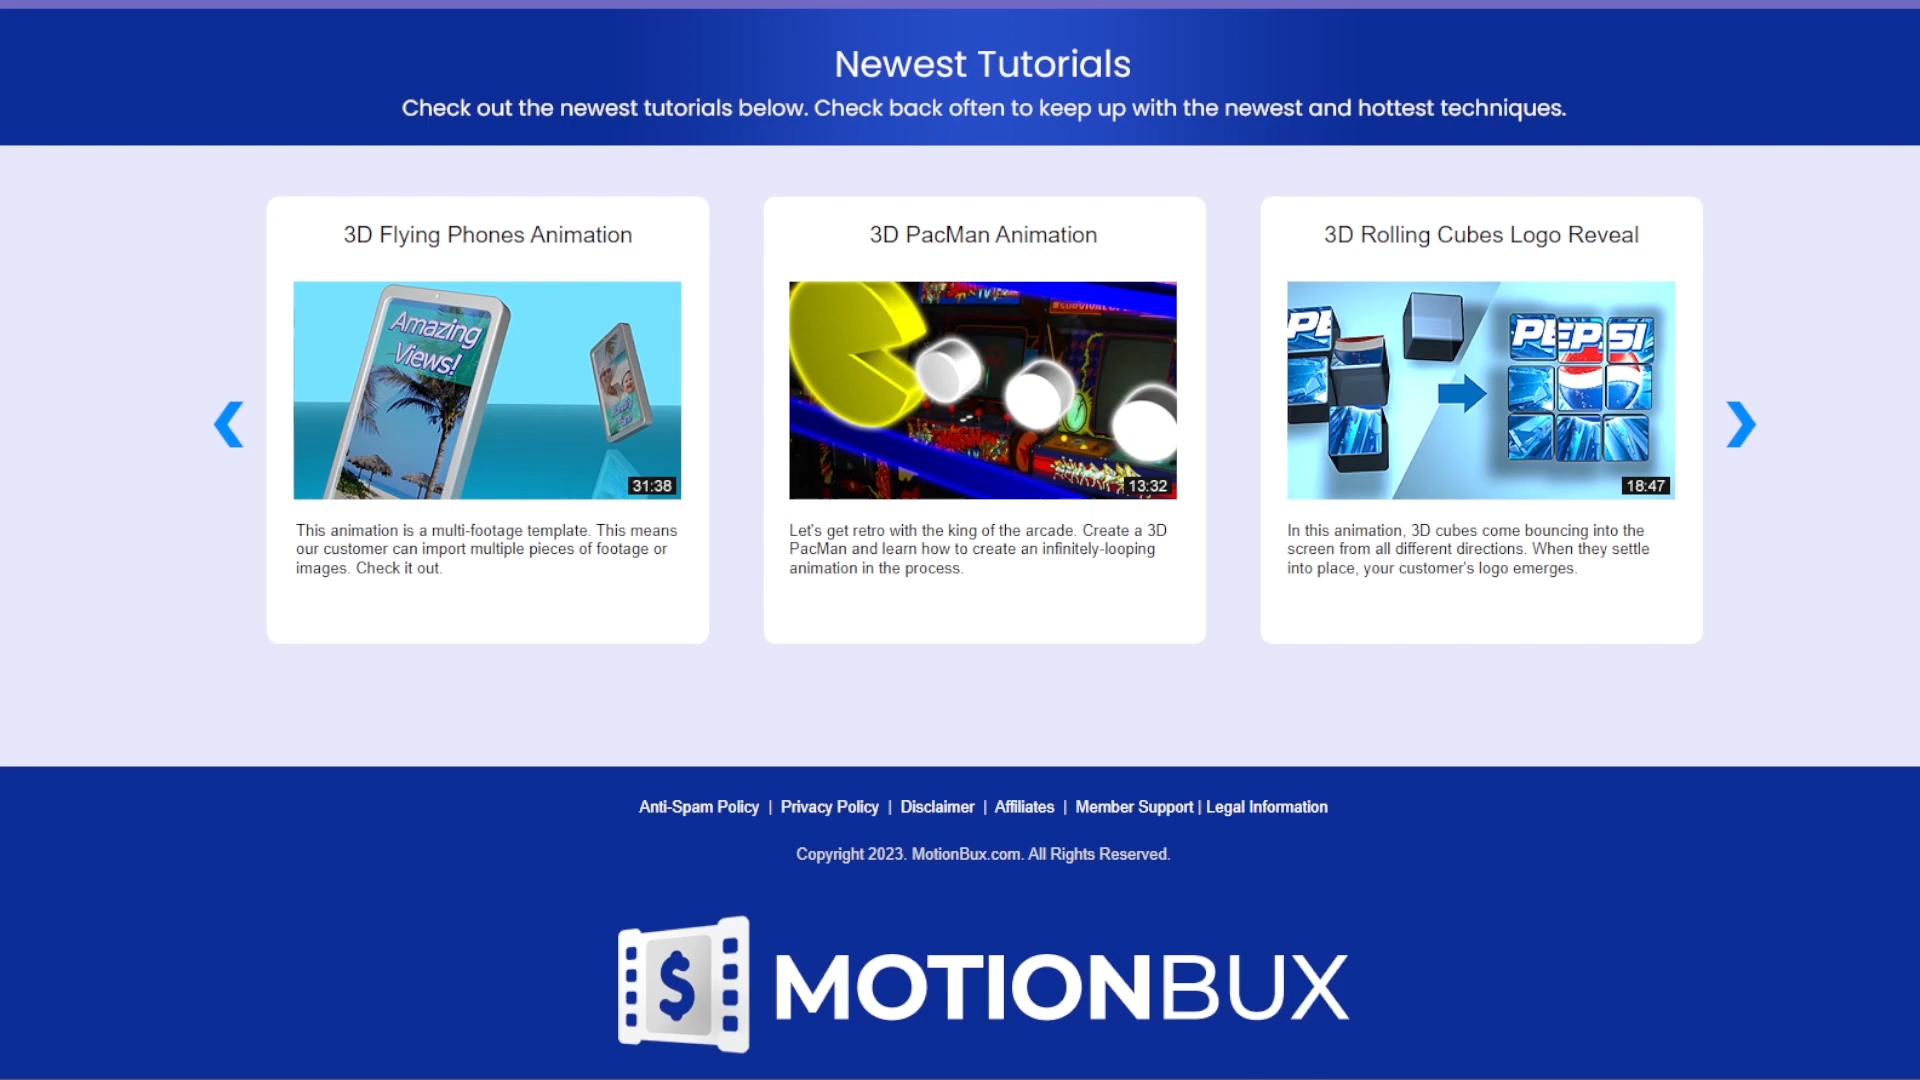 Newest Tutorials
Check out the newest tutorials below. Check back often to keep up with the newest and hottest techniques.
3D Flying Phones Animation
Amazing
Views!
31:38
This animation is a multi-footage template. This means
our customer can import multiple pieces of footage or
images. Check it out.
3D PacMan Animation
13:32
Let's get retro with the king of the arcade. Create a 3D
PacMan and learn how to create an infinitely-looping
animation in the process.
3D Rolling Cubes Logo Reveal
PE
PEPSI
18:47
In this animation, 3D cubes come bouncing into the
screen from all different directions. When they settle
into place, your customer's logo emerges.
Anti-Spam Policy | Privacy Policy | Disclaimer | Affiliates | Member Support | Legal Information
Copyright 2023. MotionBux.com. All Rights Reserved.
$ MOTIONBUX